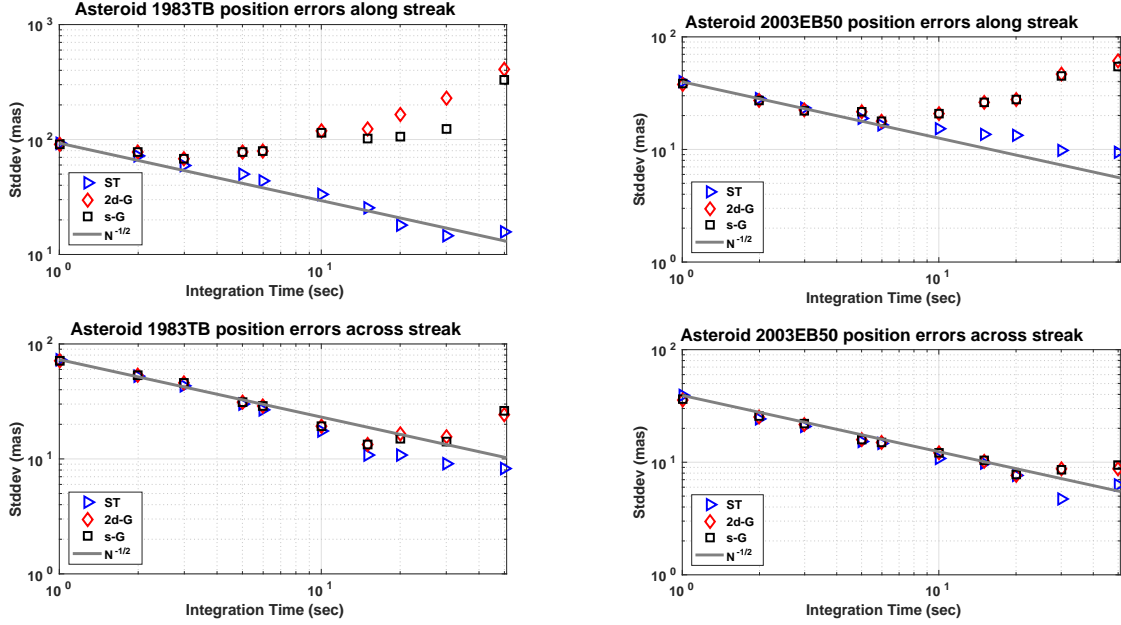 Asteroid 1983TB position errors along streak
10^3
10^2
10^1
Stddev (mas)
ST
2d-G
s-G
N^-1/2
10^0
10^1
Integration Time (sec)
Asteroid 2003EB50 position errors along streak
10^2
10^1
10^0
Stddev (mas)
ST
2d-G
s-G
N^-1/2
10^0
10^1
Integration Time (sec)
Asteroid 1983TB position errors across streak
10^2
10^1
10^0
Stddev (mas)
ST
2d-G
s-G
N^-1/2
10^0
10^1
Integration Time (sec)
Asteroid 2003EB50 position errors across streak
10^2
10^1
10^0
Stddev (mas)
ST
2d-G
s-G
N^-1/2
10^0
10^1
Integration Time (sec)